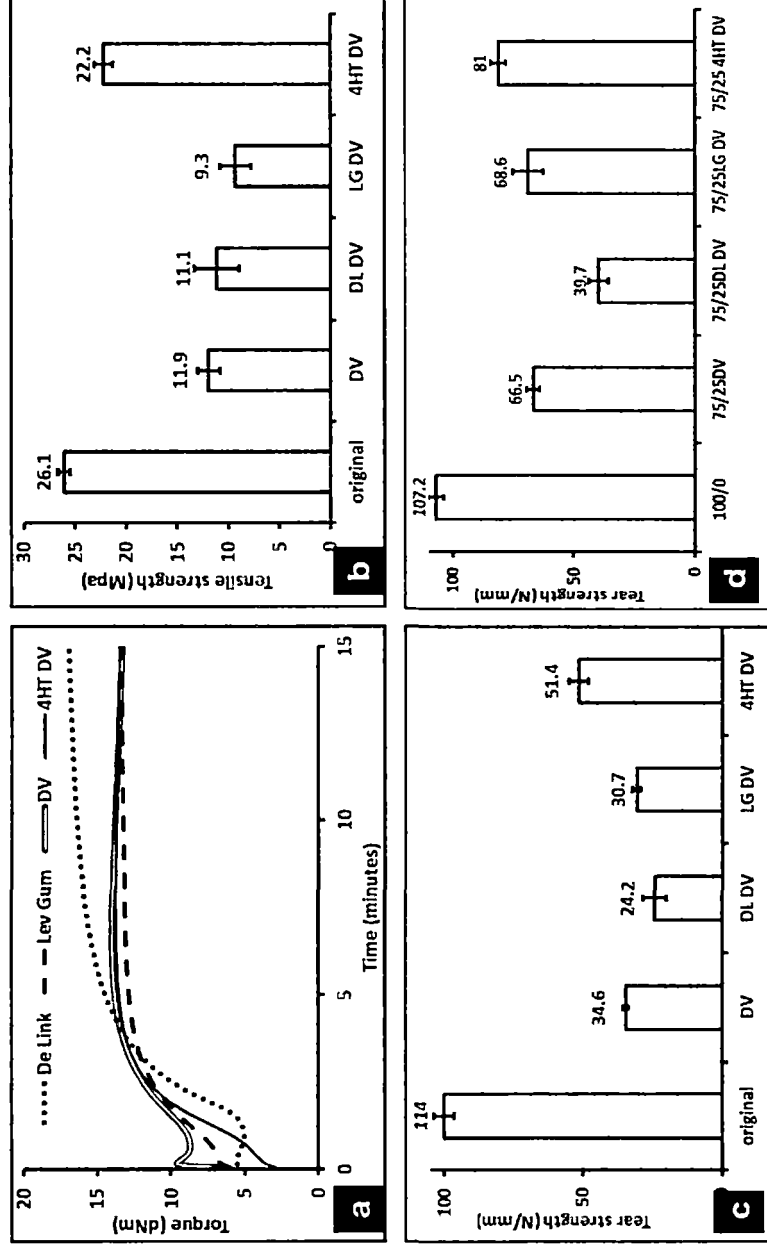 20
15
10
5
0
Torque (dNm)
De Link
Lev Gum
DV
4HT DV
0
5
10
15
Time (minutes)
a
30
25
20
15
10
5
0
Tensile strength (Mpa)
26.1
11.9
11.1
9.3
22.2
original
DV
DL DV
LG DV
4HT DV
b
100
50
0
Tear strength (N/mm)
114
34.6
24.2
30.7
51.4
original
DV
DL DV
LG DV
4HT DV
c
100
50
0
Tear strength (N/mm)
107.2
66.5
39.7
68.6
81
100/0
75/25DV
75/25DL DV
75/25LG DV
75/25 4HT DV
d